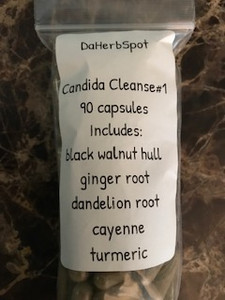 DaHerbSpot
Candida Cleanse#1
90 capsules
Includes:
black walnut hull
ginger root
dandelion root
cayenne
turmeric